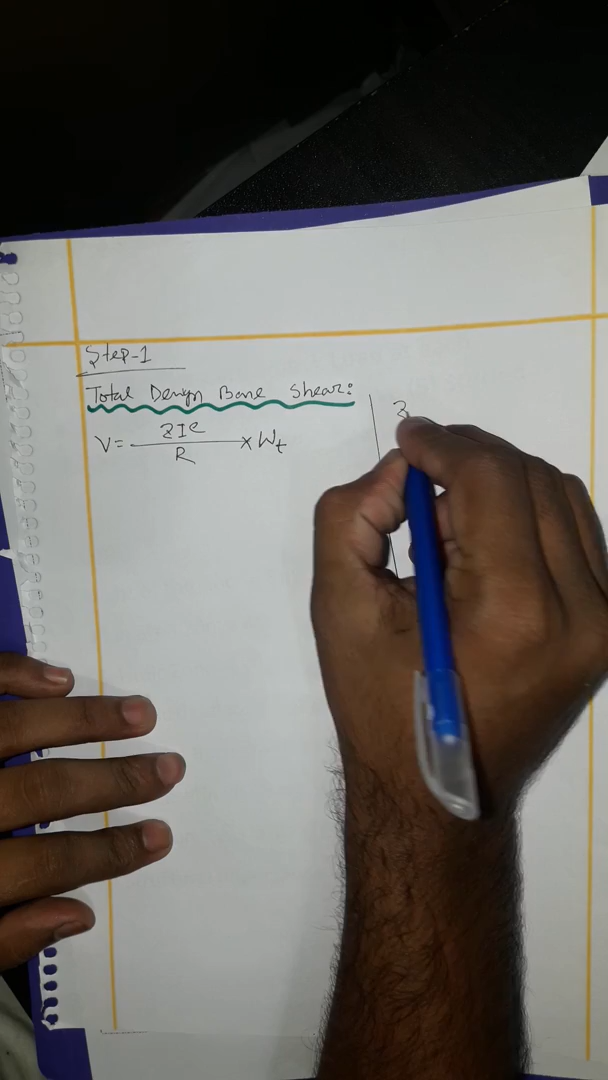 Step-1
Total Design Base Shear:
V = ZIC / R × Wt
Z